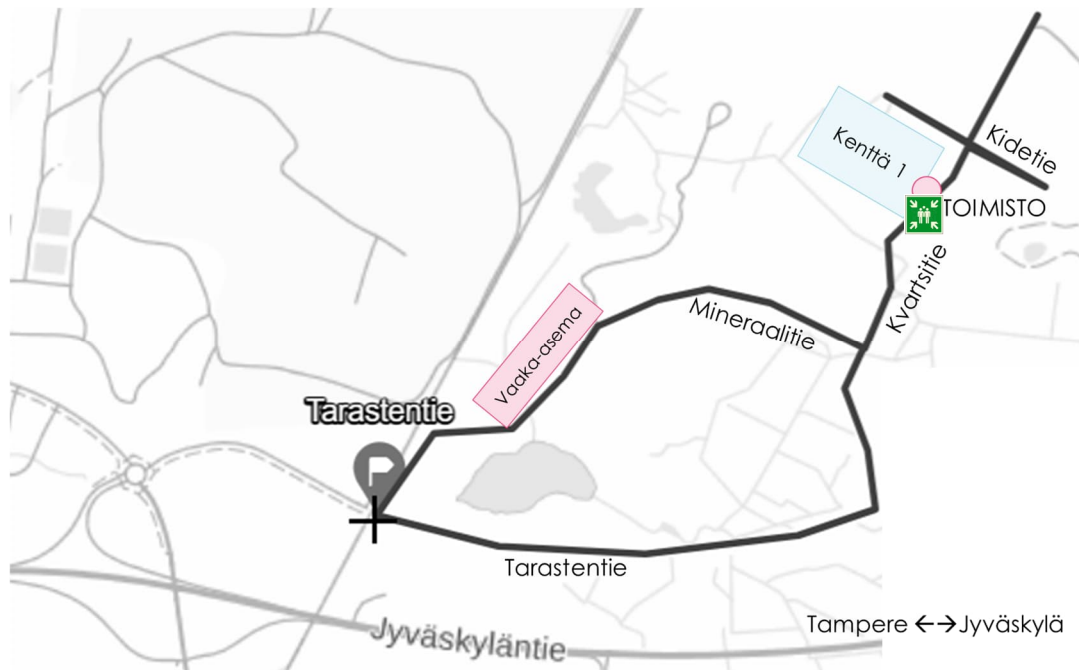 Kenttä 1
Kidetie
TOIMISTO
Kvartsitie
Mineraalitie
Vaaka-asema
Tarastentie
Tarastentie
Jyväskyläntie
Tampere ←→Jyväskylä